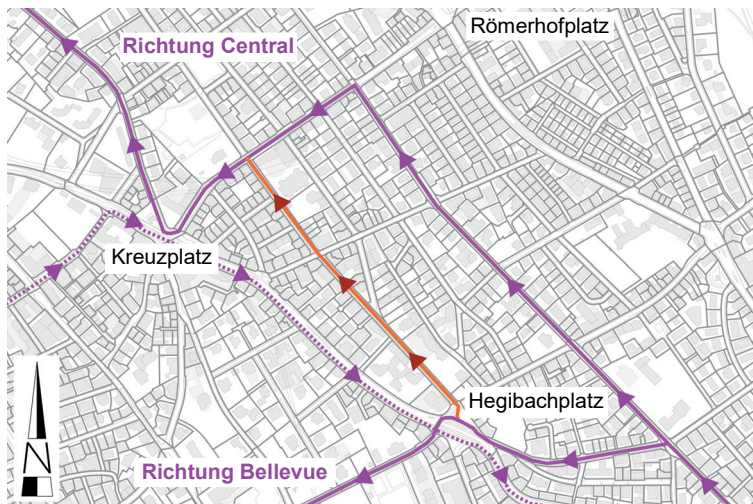 Römerhofplatz
Richtung Central
Kreuzplatz
Hegibachplatz
Richtung Bellevue
N